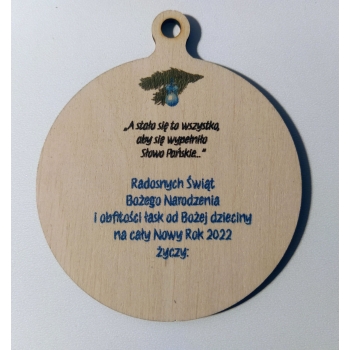 „A stało się to wszystko,
aby się wypełniło
Słowo Pańskie..."
Radosnych Świąt
Bożego Narodzenia
i obfitości łask od Bożej dzieciny
na cały Nowy Rok 2022
życzy: